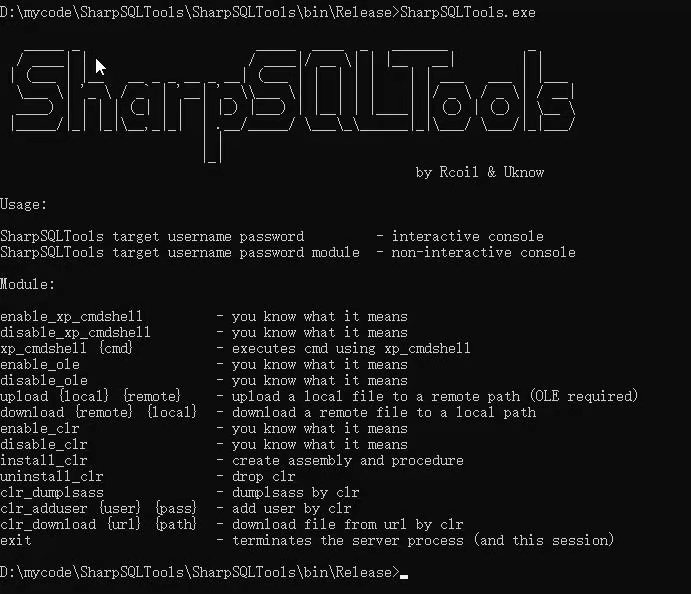 D:\mycode\SharpSQLTools\SharpSQLTools\bin\Release>SharpSQLTools.exe
SharpSQLTools
by Rcoil & Uknow
Usage:
SharpSQLTools target username password - interactive console
SharpSQLTools target username password module - non-interactive console
Module:
enable_xp_cmdshell - you know what it means
disable_xp_cmdshell - you know what it means
xp_cmdshell {cmd} - executes cmd using xp_cmdshell
enable_ole - you know what it means
disable_ole - you know what it means
upload {local} {remote} - upload a local file to a remote path (OLE required)
download {remote} {local} - download a remote file to a local path
enable_clr - you know what it means
disable_clr - you know what it means
install_clr - create assembly and procedure
uninstall_clr - drop clr
clr_dumplsass - dumplsass by clr
clr_adduser {user} {pass} - add user by clr
clr_download {url} {path} - download file from url by clr
exit - terminates the server process (and this session)
D:\mycode\SharpSQLTools\SharpSQLTools\bin\Release>